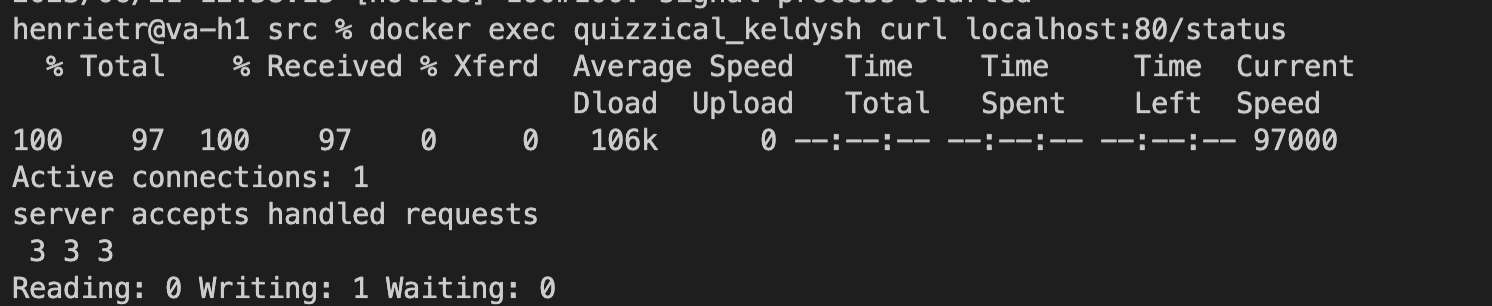 henrietr@va-h1 src % docker exec quizzical_keldysh curl localhost:80/status
  % Total    % Received % Xferd  Average Speed   Time    Time     Time  Current
                                 Dload  Upload   Total   Spent    Left  Speed
100    97  100    97    0     0   106k      0 --:--:-- --:--:-- --:--:-- 97000
Active connections: 1
server accepts handled requests
 3 3 3
Reading: 0 Writing: 1 Waiting: 0